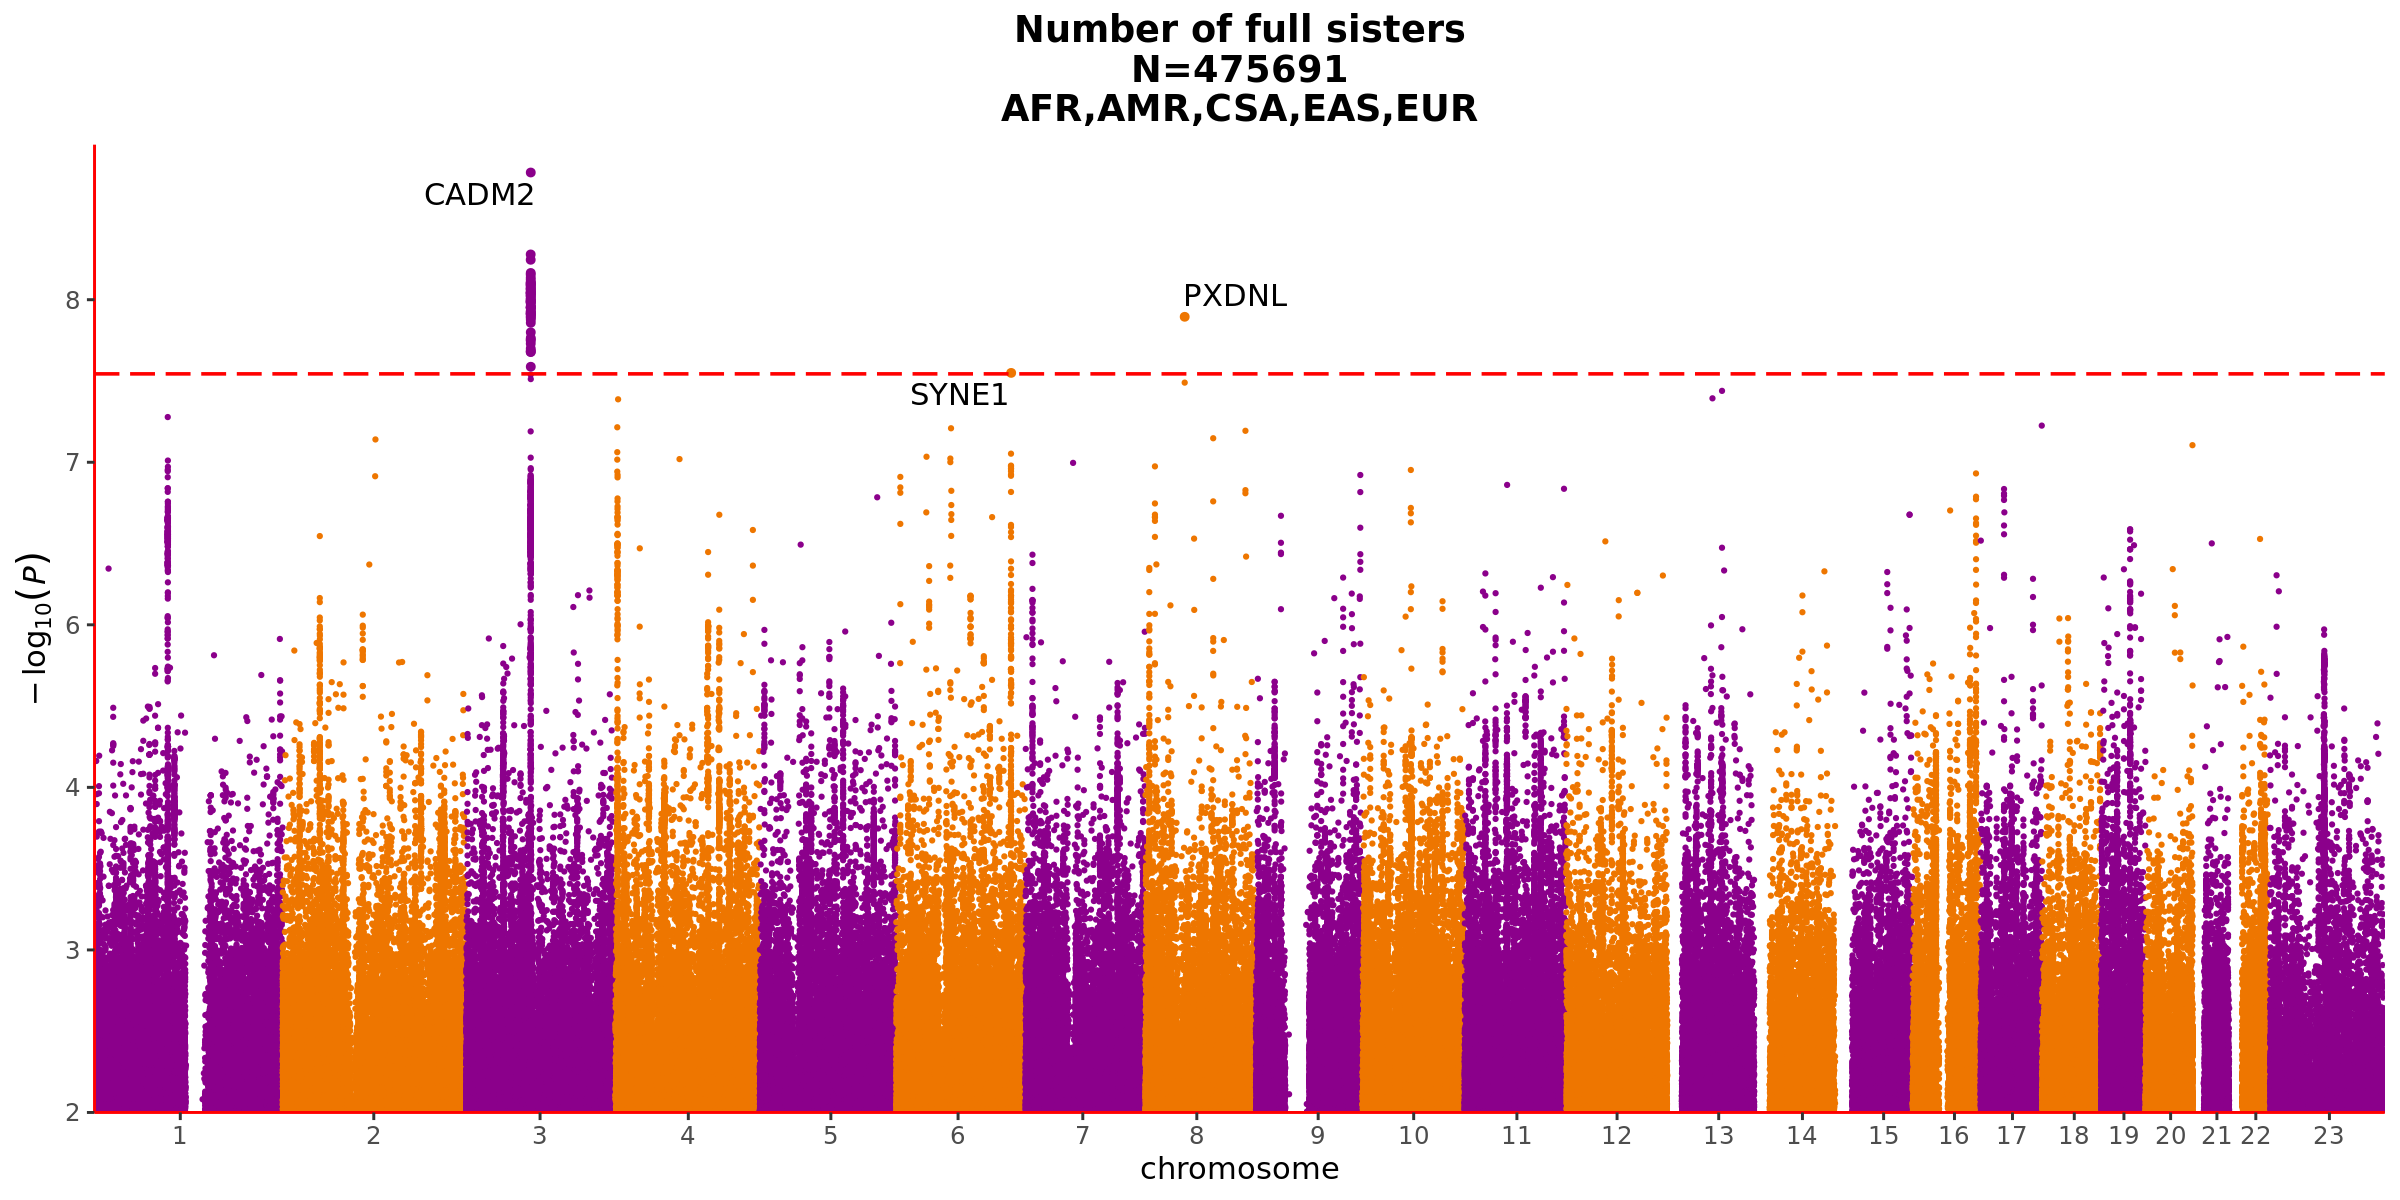 Number of full sisters
N=475691
AFR,AMR,CSA,EAS,EUR
CADM2
PXDNL
SYNE1
8
7
6
4
3
2
−log10(P)
1 2 3 4 5 6 7 8 9 10 11 12 13 14 15 16 17 18 19 20 21 22 23
chromosome